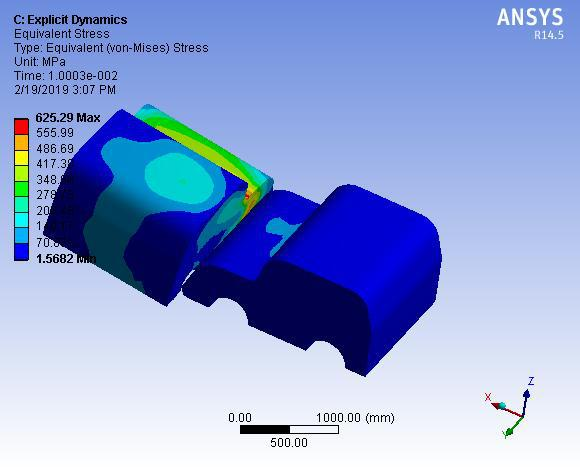 C: Explicit Dynamics
Equivalent Stress
Type: Equivalent (von-Mises) Stress
Unit: MPa
Time: 1.0003e-002
2/19/2019 3:07 PM
ANSYS
R14.5
625.29 Max
555.99
486.69
1.5682 Min
X
Z
Y
0.00
1000.00 (mm)
500.00